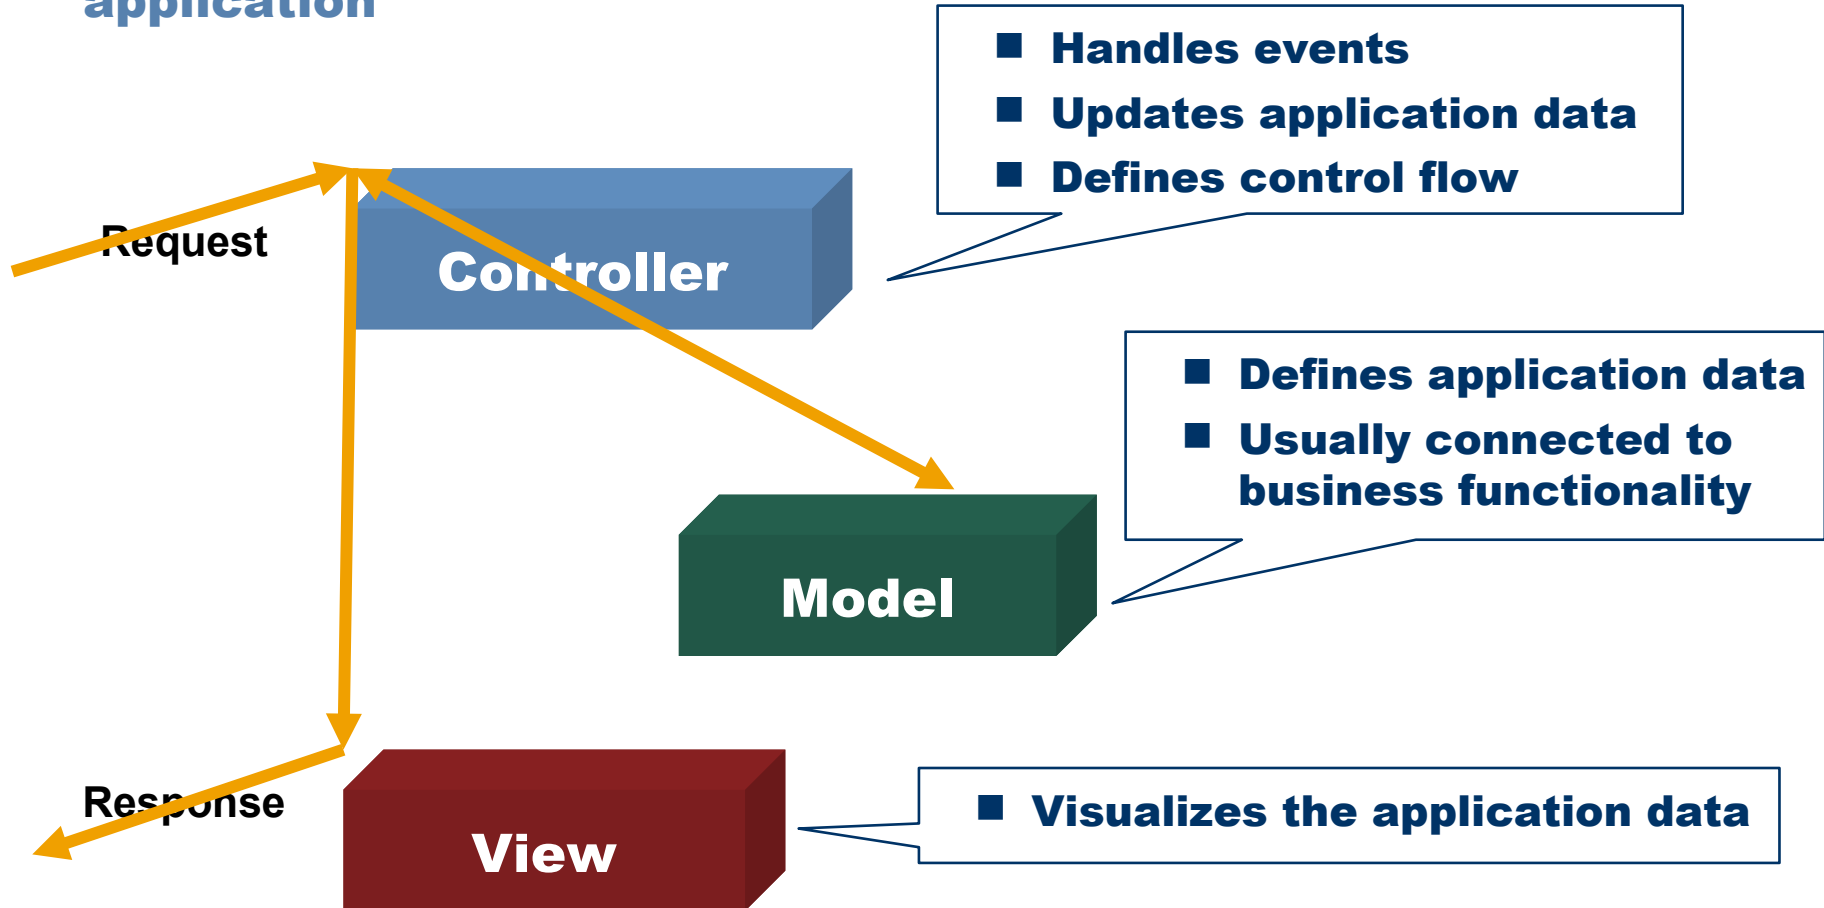 application
■ Handles events
■ Updates application data
■ Defines control flow
Request
Controller
■ Defines application data
■ Usually connected to
business functionality
Model
Response
■ Visualizes the application data
View